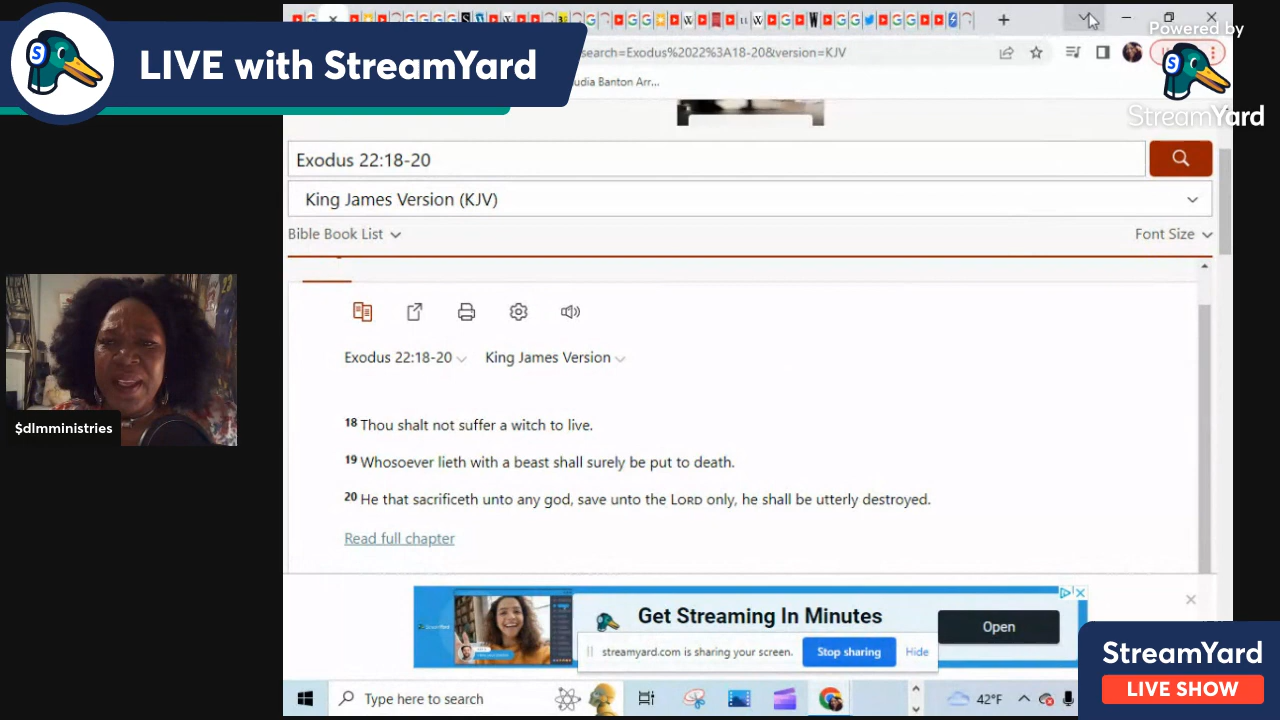 LIVE with StreamYard
Powered by
StreamYard
search=Exodus%2022%3A18-20&version=KJV
udia Banton Arr...
Exodus 22:18-20
King James Version (KJV)
Bible Book List
Font Size
Exodus 22:18-20 King James Version
18 Thou shalt not suffer a witch to live.
19 Whosoever lieth with a beast shall surely be put to death.
20 He that sacrificeth unto any god, save unto the LORD only, he shall be utterly destroyed.
Read full chapter
$dlmministries
Get Streaming In Minutes
Open
streamyard.com is sharing your screen.
Stop sharing
Hide
StreamYard
LIVE SHOW
Type here to search
42°F